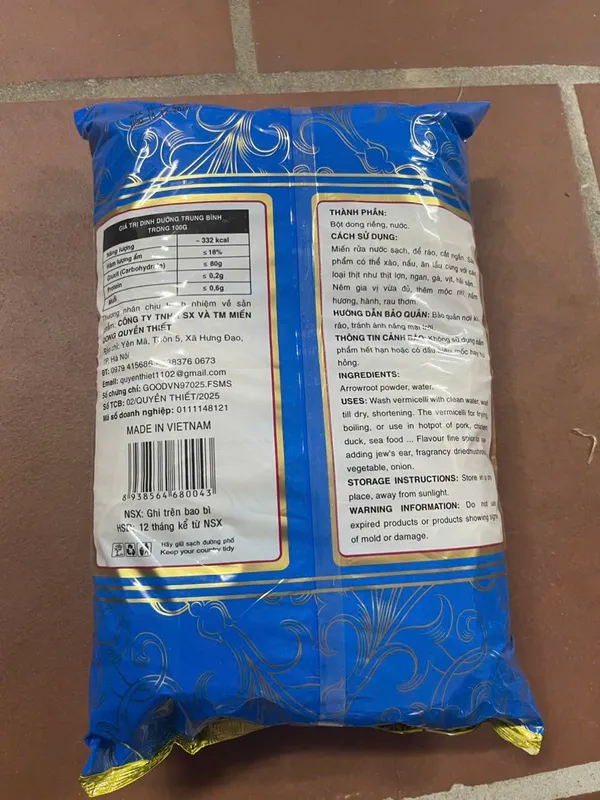 GIÁ TRỊ DINH DƯỠNG TRUNG BÌNH
TRONG 100G
Năng lượng ~ 332 kcal
Hàm lượng ẩm ≤ 18%
Gluxit (Carbohydrate) ≤ 80g
Protein ≤ 0,2g
Muối ≤ 0,6g
Thương nhân chịu trách nhiệm về sản
phẩm: CÔNG TY TNHH SX VÀ TM MIẾN
DONG QUYỀN THIẾT
Địa chỉ: Yên Mã, Thôn 5, Xã Hưng Đạo,
TP. Hà Nội
ĐT: 0979 415686 38376 0673
Email: quyenthiet1102@gmail.com
Số chứng chỉ: GOODVN97025.FSMS
Số TCB: 02/QUYỀN THIẾT/2025
Mã số doanh nghiệp: 0111148121
MADE IN VIETNAM
8 938564 680043
NSX: Ghi trên bao bì
HSD: 12 tháng kể từ NSX
Hãy giữ sạch đường phố
Keep your country tidy
THÀNH PHẦN:
Bột dong riềng, nước.
CÁCH SỬ DỤNG:
Miến rửa nước sạch, để ráo, cắt ngắn. Sản
phẩm có thể xào, nấu, ăn lẩu cùng với các
loại thịt như thịt lợn, ngan, gà, vịt, hải sản
Nêm gia vị vừa đủ, thêm mộc nhĩ, nấm
hương, hành, rau thơm.
HƯỚNG DẪN BẢO QUẢN: Bảo quản nơi khô
ráo, tránh ánh nắng mặt trời.
THÔNG TIN CẢNH BÁO: Không sử dụng sản
phẩm hết hạn hoặc có dấu hiệu mốc hay hư
hỏng.
INGREDIENTS:
Arrowroot powder, water.
USES: Wash vermicelli with clean water, wait
till dry, shortening. The vermicelli for frying,
boiling, or use in hotpot of pork, chicken,
duck, sea food ... Flavour fine
adding jew's ear, fragrancy driedmushroom,
vegetable, onion.
STORAGE INSTRUCTIONS: Store in a dry
place, away from sunlight.
WARNING INFORMATION: Do not use
expired products or products showing signs
of mold or damage.